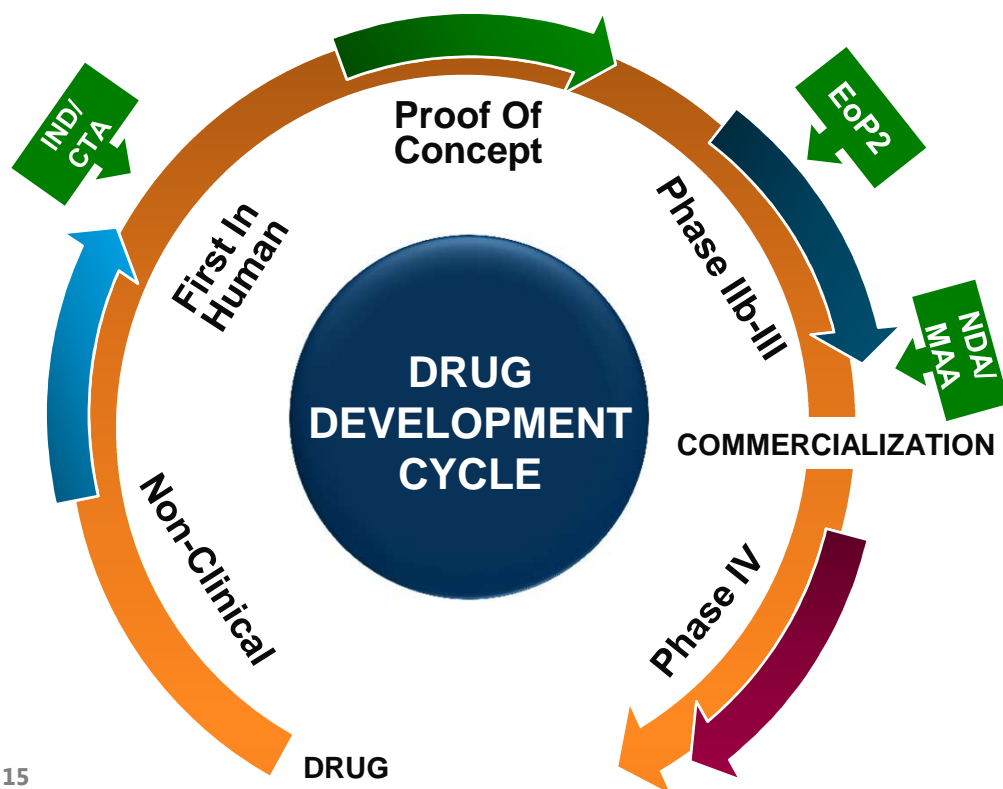 IND/
CTA
Proof Of
Concept
EoP2
First In
Human
Phase IIb-III
NDA/
MAA
DRUG
DEVELOPMENT
CYCLE
COMMERCIALIZATION
Non-Clinical
Phase IV
DRUG
15